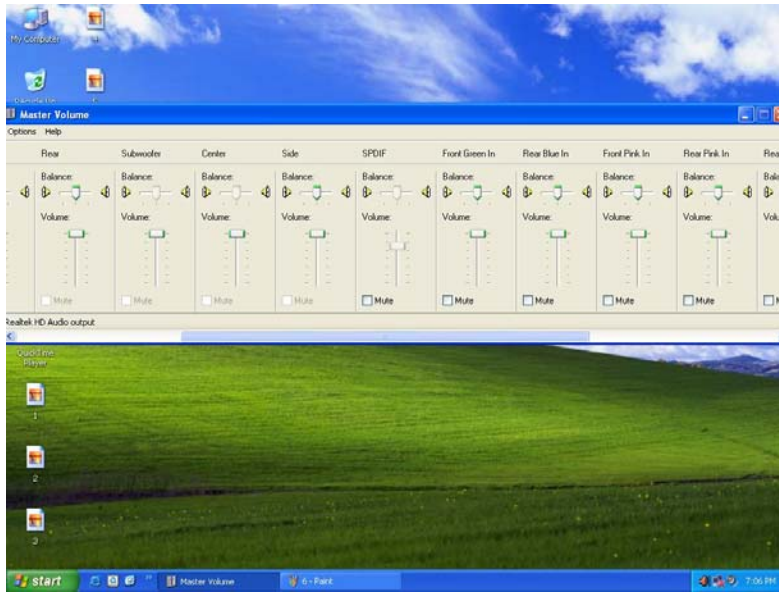 My Computer
4
Master Volume
Options Help
Rear Subwoofer Center Side SPDIF Front Green In Rear Blue In Front Pink In Rear Pink In
Balance: Balance: Balance: Balance: Balance: Balance: Balance: Balance: Balance:
Volume: Volume: Volume: Volume: Volume: Volume: Volume: Volume: Volume:
Mute Mute Mute Mute Mute Mute Mute Mute Mute
Realtek HD Audio output
QuickTime
Player
1
2
3
start Master Volume 6 - Paint 7:06 PM